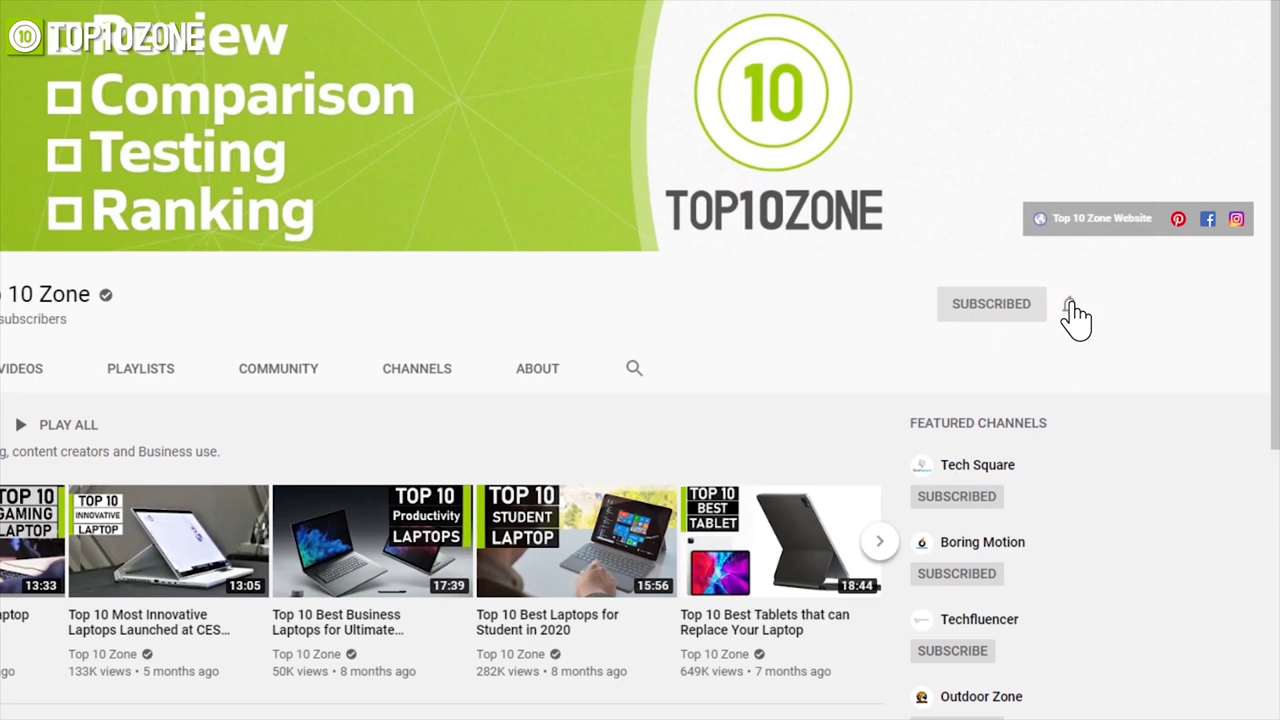 10 TOP10ZONE
Review
Comparison
Testing
Ranking
10
TOP10ZONE
Top 10 Zone Website
10 Zone
subscribers
SUBSCRIBED
VIDEOS
PLAYLISTS
COMMUNITY
CHANNELS
ABOUT
PLAY ALL
g, content creators and Business use.
TOP 10
GAMING
LAPTOP
13:33
TOP 10
INNOVATIVE
LAPTOP
13:05
TOP 10
Productivity
LAPTOPS
17:39
TOP 10
STUDENT
LAPTOP
15:56
TOP 10
BEST
TABLET
18:44
aptop
go
Top 10 Most Innovative
Laptops Launched at CES...
Top 10 Zone
133K views • 5 months ago
Top 10 Best Business
Laptops for Ultimate...
Top 10 Zone
50K views • 8 months ago
Top 10 Best Laptops for
Student in 2020
Top 10 Zone
282K views • 8 months ago
Top 10 Best Tablets that can
Replace Your Laptop
Top 10 Zone
649K views • 7 months ago
FEATURED CHANNELS
Tech Square
SUBSCRIBED
Boring Motion
SUBSCRIBED
Techfluencer
SUBSCRIBE
Outdoor Zone